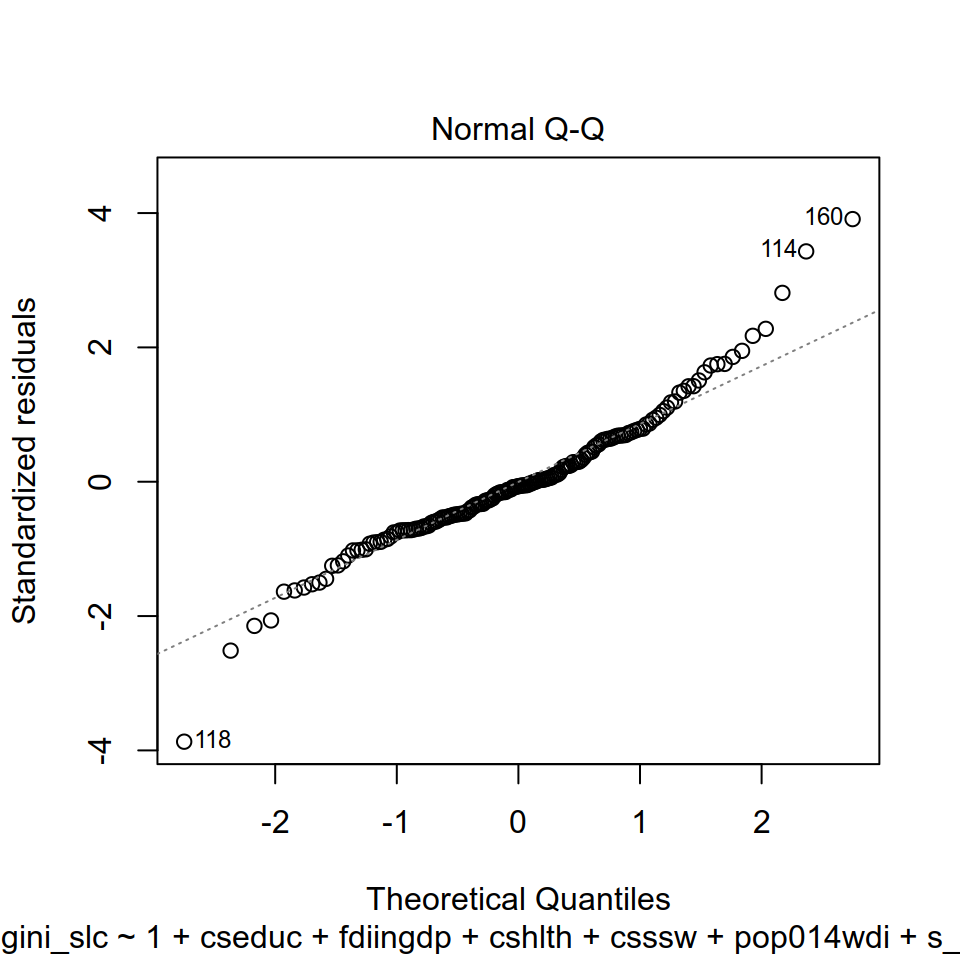 Normal Q-Q
Standardized residuals
4
2
0
-2
-4
160
114
118
-2 -1 0 1 2
Theoretical Quantiles
gini_slc ~ 1 + cseduc + fdiingdp + cshlth + csssw + pop014wdi + s_